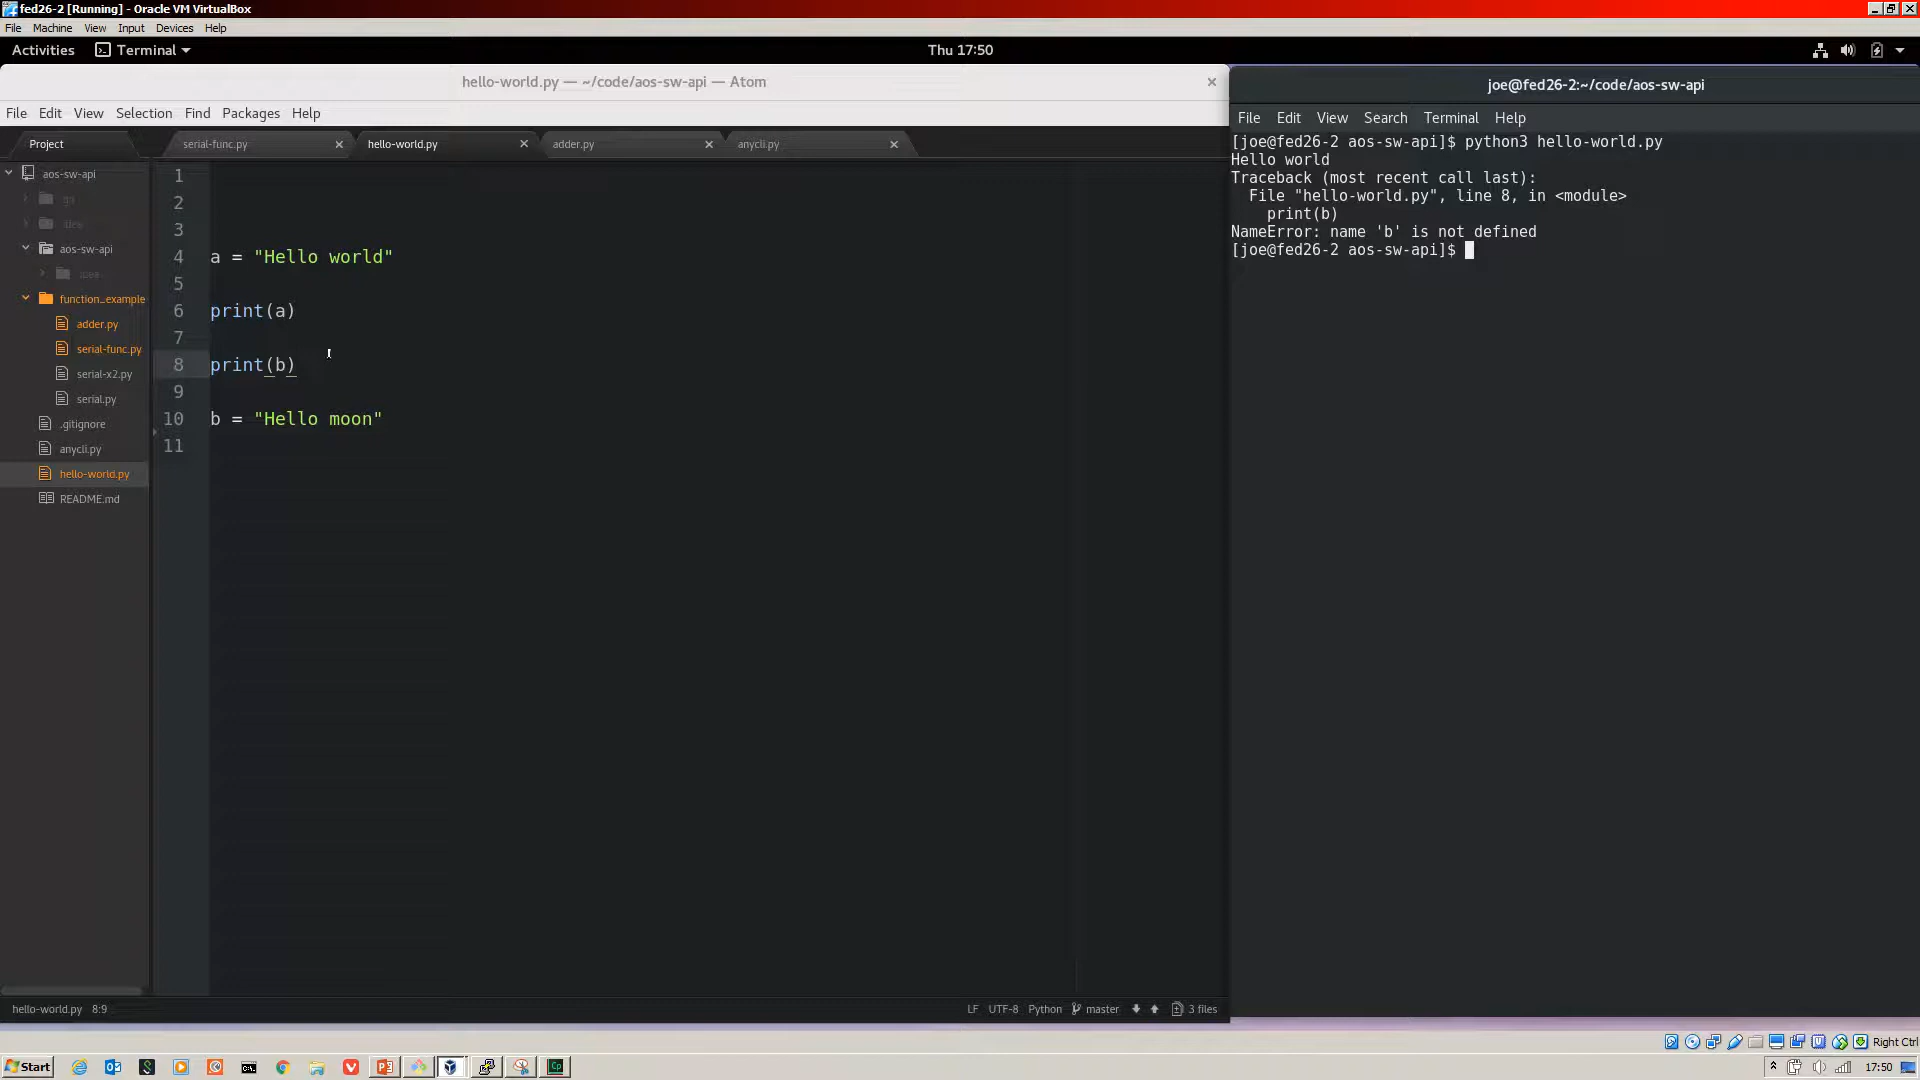 fed26-2 [Running] - Oracle VM VirtualBox
File Machine View Input Devices Help
Activities Terminal Thu 17:50
hello-world.py — ~/code/aos-sw-api — Atom
File Edit View Selection Find Packages Help
Project
serial-func.py hello-world.py adder.py anycli.py
aos-sw-api
.git
.idea
aos-sw-api
.idea
function_example
adder.py
serial-func.py
serial-x2.py
serial.py
.gitignore
anycli.py
hello-world.py
README.md
1
2
3
4 a = "Hello world"
5
6 print(a)
7
8 print(b)
9
10 b = "Hello moon"
11
hello-world.py 8:9 LF UTF-8 Python master 3 files
joe@fed26-2:~/code/aos-sw-api
File Edit View Search Terminal Help
[joe@fed26-2 aos-sw-api]$ python3 hello-world.py
Hello world
Traceback (most recent call last):
File "hello-world.py", line 8, in <module>
print(b)
NameError: name 'b' is not defined
[joe@fed26-2 aos-sw-api]$
Right Ctrl
Start 17:50